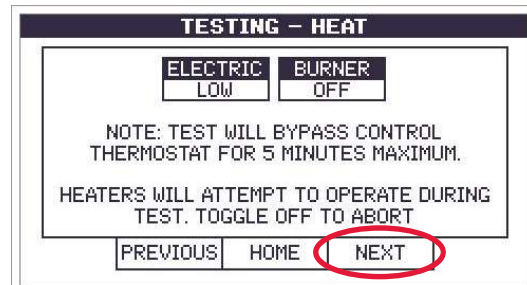 TESTING – HEAT
ELECTRIC BURNER
LOW OFF
NOTE: TEST WILL BYPASS CONTROL
THERMOSTAT FOR 5 MINUTES MAXIMUM.
HEATERS WILL ATTEMPT TO OPERATE DURING
TEST. TOGGLE OFF TO ABORT
PREVIOUS HOME NEXT